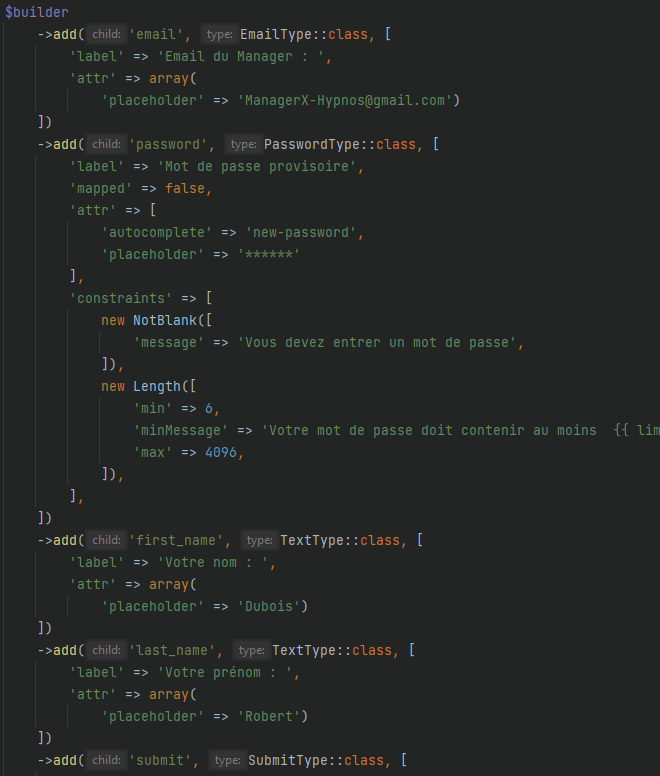 $builder
    ->add( child: 'email', type: EmailType::class, [
        'label' => 'Email du Manager : ',
        'attr' => array(
            'placeholder' => 'ManagerX-Hypnos@gmail.com')
    ])
    ->add( child: 'password', type: PasswordType::class, [
        'label' => 'Mot de passe provisoire',
        'mapped' => false,
        'attr' => [
            'autocomplete' => 'new-password',
            'placeholder' => '******'
        ],
        'constraints' => [
            new NotBlank([
                'message' => 'Vous devez entrer un mot de passe',
            ]),
            new Length([
                'min' => 6,
                'minMessage' => 'Votre mot de passe doit contenir au moins  {{ lim
                'max' => 4096,
            ]),
        ],
    ])
    ->add( child: 'first_name', type: TextType::class, [
        'label' => 'Votre nom : ',
        'attr' => array(
            'placeholder' => 'Dubois')
    ])
    ->add( child: 'last_name', type: TextType::class, [
        'label' => 'Votre prénom : ',
        'attr' => array(
            'placeholder' => 'Robert')
    ])
    ->add( child: 'submit', type: SubmitType::class, [